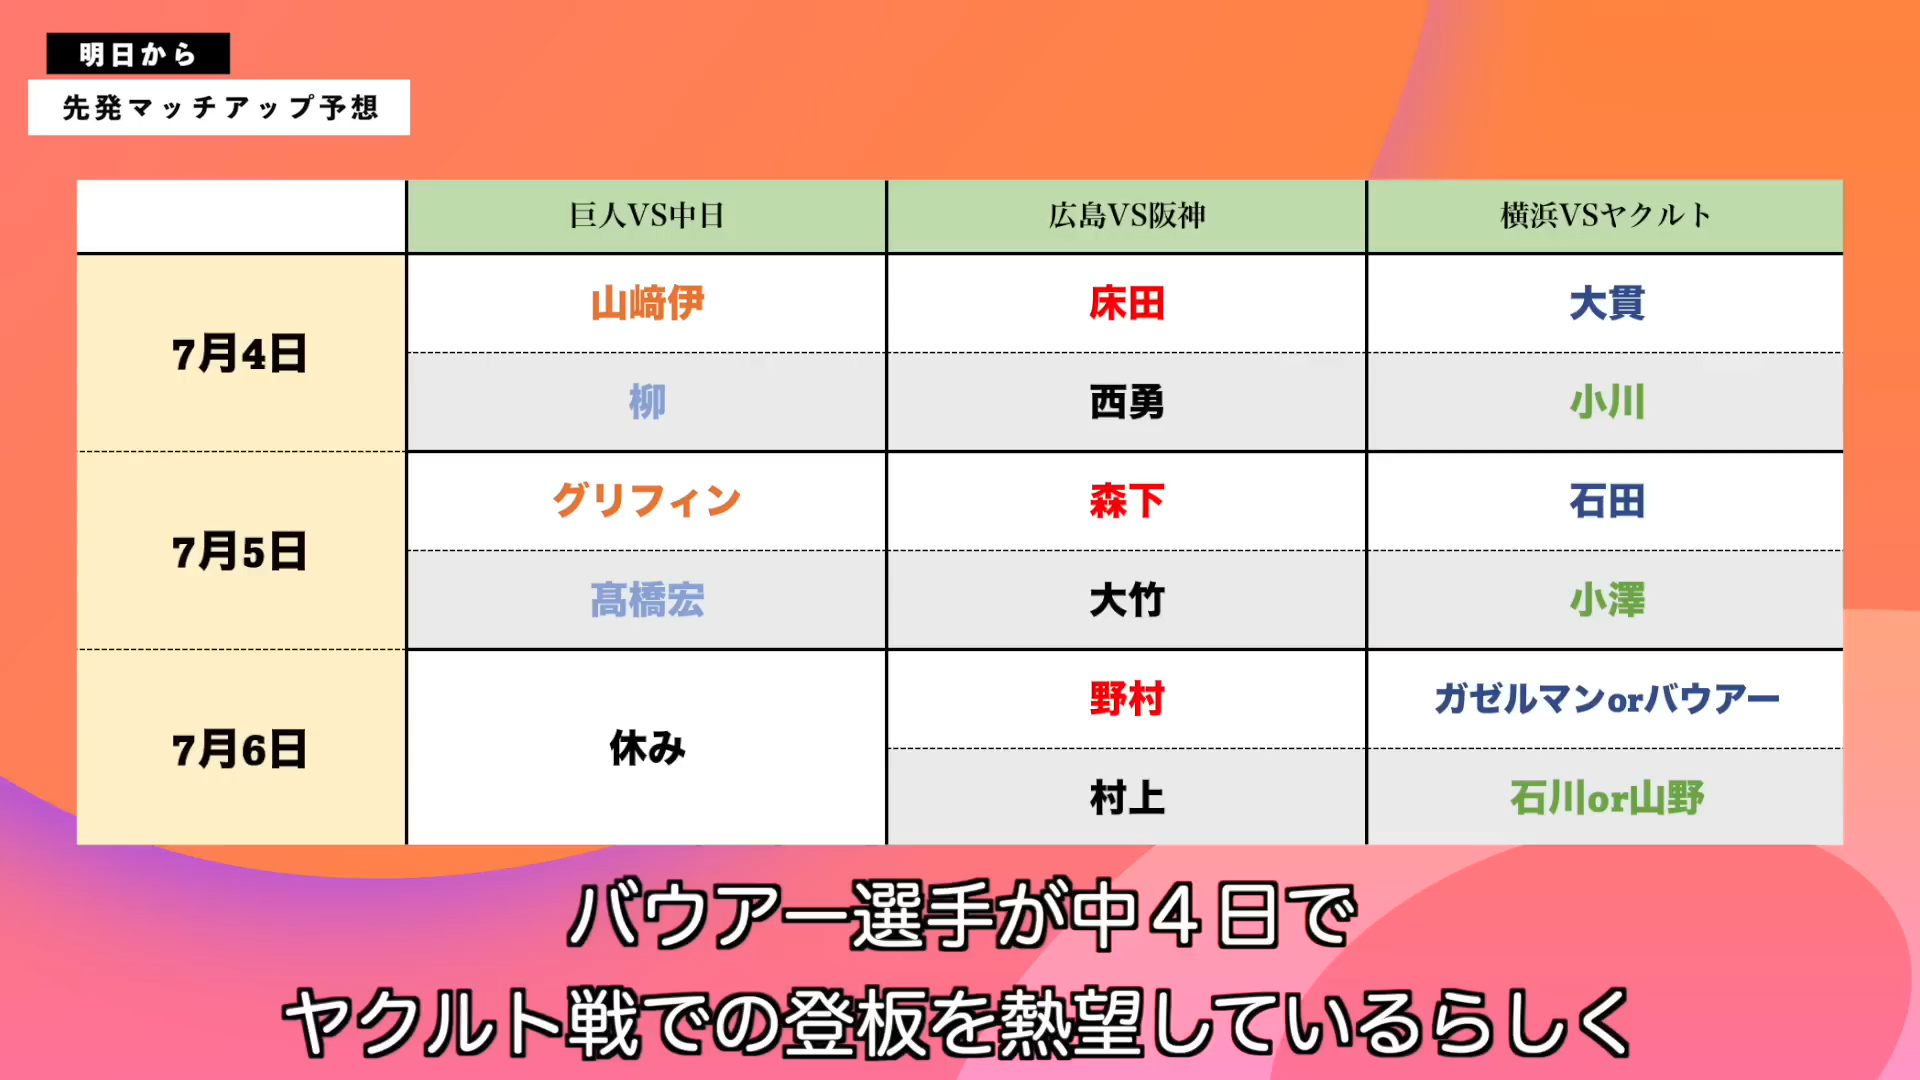 明日から
先発マッチアップ予想
巨人VS中日 広島VS阪神 横浜VSヤクルト
7月4日
山﨑伊 床田 大貫
柳 西勇 小川
7月5日
グリフィン 森下 石田
髙橋宏 大竹 小澤
7月6日
休み
野村 ガゼルマンorバウアー
村上 石川or山野
バウアー選手が中４日で
ヤクルト戦での登板を熱望しているらしく